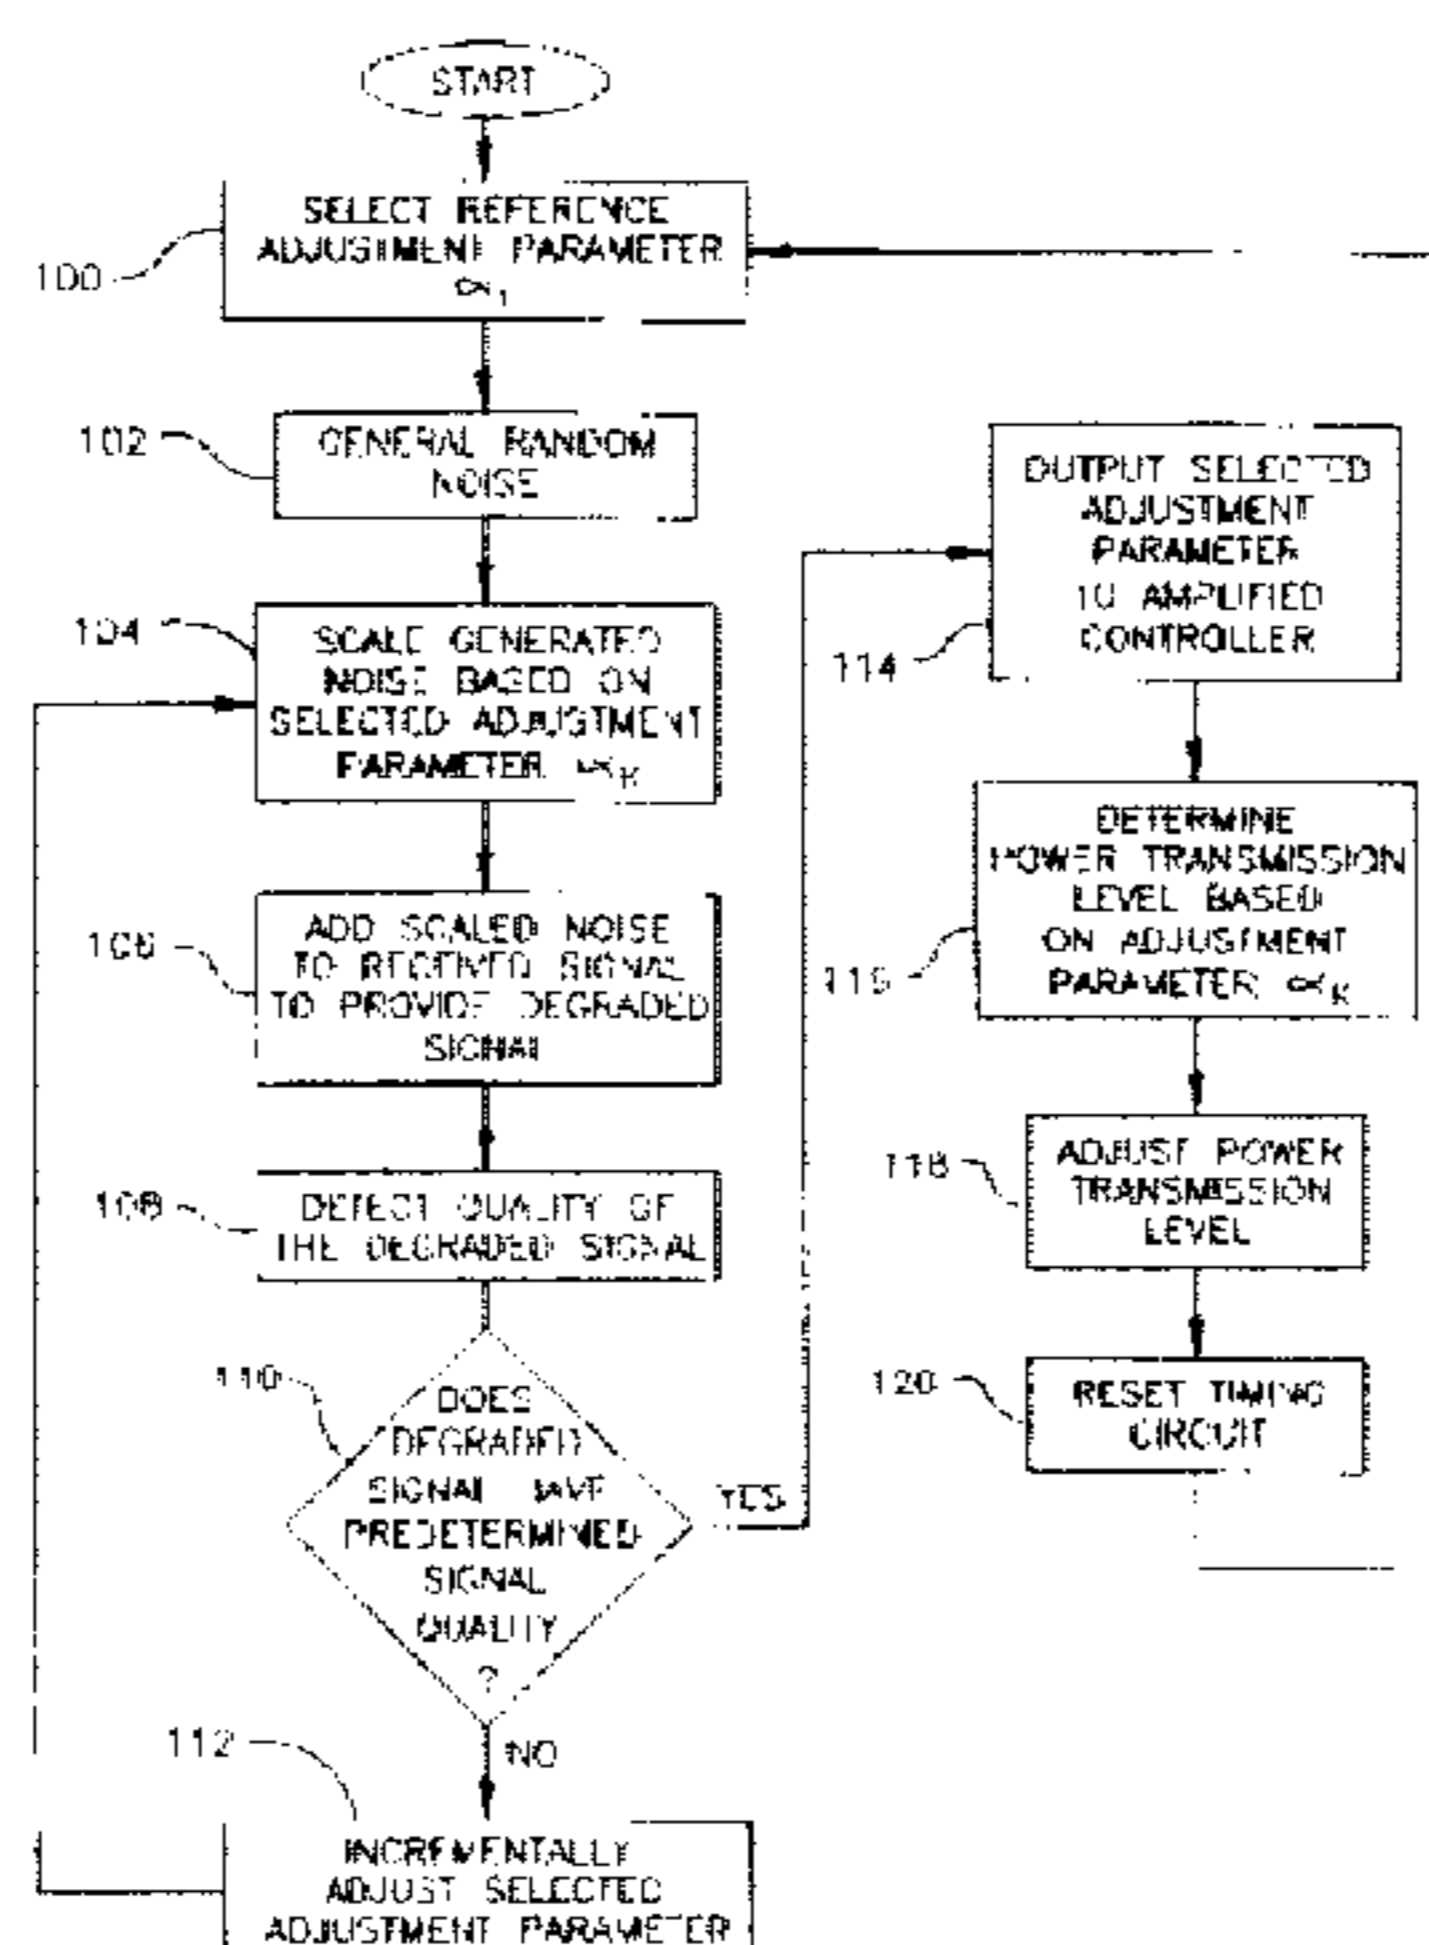 START
SELECT REFERENCE
ADJUSTMENT PARAMETER
∝1
100
102
GENERAL RANDOM
NOISE
104
SCALE GENERATED
NOISE BASED ON
SELECTED ADJUSTMENT
PARAMETER ∝K
106
ADD SCALED NOISE
TO RECEIVED SIGNAL
TO PROVIDE DEGRADED
SIGNAL
108
DETECT QUALITY OF
THE DEGRADED SIGNAL
110
DOES
DEGRADED
SIGNAL HAVE
PREDETERMINED
SIGNAL
QUALITY
?
YES
NO
112
INCREMENTALLY
ADJUST SELECTED
ADJUSTMENT PARAMETER
OUTPUT SELECTED
ADJUSTMENT
PARAMETER
TO AMPLIFIED
CONTROLLER
114
DETERMINE
POWER TRANSMISSION
LEVEL BASED
ON ADJUSTMENT
PARAMETER ∝K
116
118
ADJUST POWER
TRANSMISSION
LEVEL
120
RESET TIMING
CIRCUIT